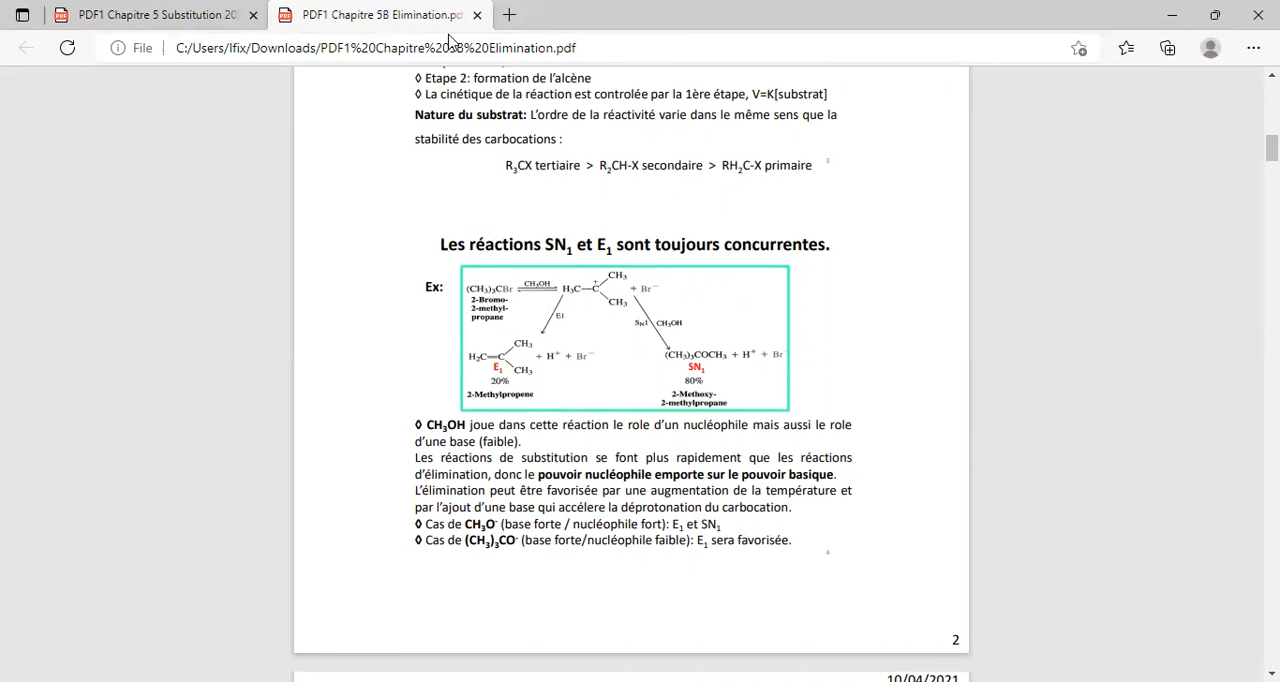 PDF1 Chapitre 5 Substitution 20
PDF1 Chapitre 5B Elimination.pd
File
C:/Users/Ifix/Downloads/PDF1%20Chapitre%205B%20Elimination.pdf
◊ Etape 2: formation de l'alcène
◊ La cinétique de la réaction est controlée par la 1ère étape, V=K[substrat]
Nature du substrat: L'ordre de la réactivité varie dans le même sens que la
stabilité des carbocations :
R3CX tertiaire > R2CH-X secondaire > RH2C-X primaire
3
Les réactions SN1 et E1 sont toujours concurrentes.
Ex:
(CH3)3CBr
CH3OH
H3C—C+
CH3
CH3
+ Br−
2-Bromo-
2-methyl-
propane
E1
SN1
CH3OH
H2C=C
CH3
CH3
+ H+ + Br−
(CH3)3COCH3 + H+ + Br
E1
SN1
20%
80%
2-Methylpropene
2-Methoxy-
2-methylpropane
◊ CH3OH joue dans cette réaction le role d'un nucléophile mais aussi le role
d'une base (faible).
Les réactions de substitution se font plus rapidement que les réactions
d'élimination, donc le pouvoir nucléophile emporte sur le pouvoir basique.
L'élimination peut être favorisée par une augmentation de la température et
par l'ajout d'une base qui accélere la déprotonation du carbocation.
◊ Cas de CH3O- (base forte / nucléophile fort): E1 et SN1
◊ Cas de (CH3)3CO- (base forte/nucléophile faible): E1 sera favorisée.
4
2
10/04/2021